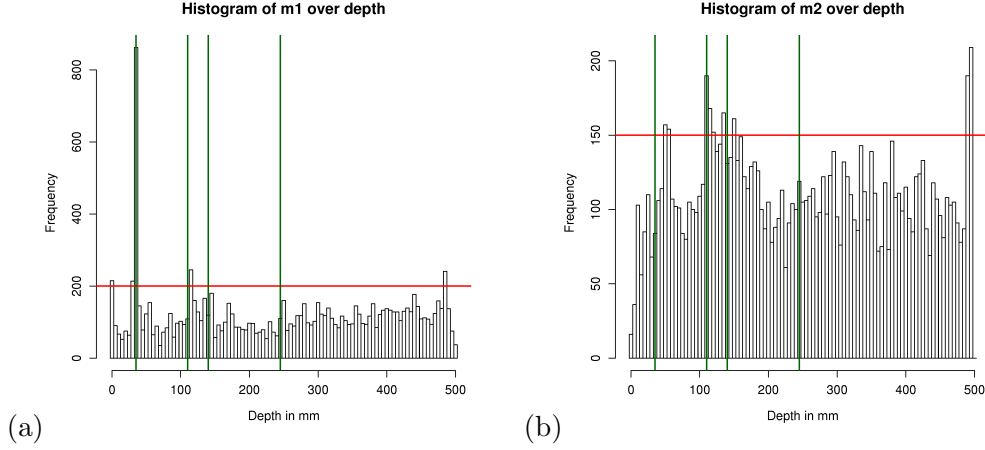 Histogram of m1 over depth
Frequency
0
200
400
600
800
0
100
200
300
400
500
Depth in mm
(a)
Histogram of m2 over depth
Frequency
0
50
100
150
200
0
100
200
300
400
500
Depth in mm
(b)